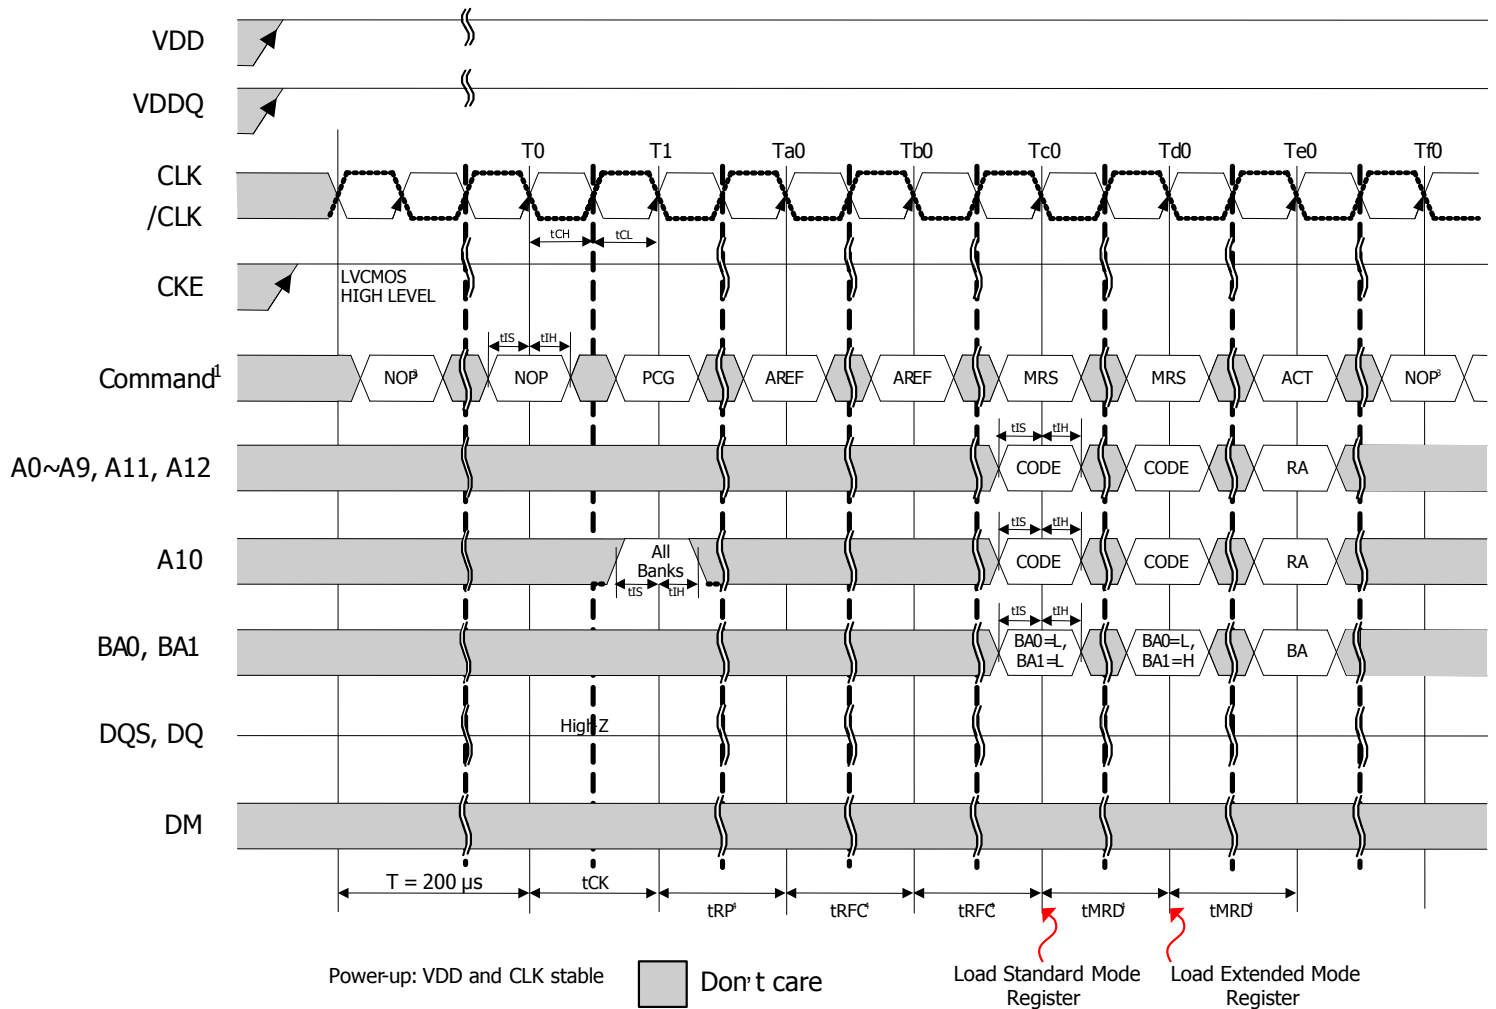 VDD
VDDQ
T0 T1 Ta0 Tb0 Tc0 Td0 Te0 Tf0
CLK
/CLK
tCH tCL
CKE
LVCMOS
HIGH LEVEL
tIS tIH
Command1
NOP3 NOP PCG AREF AREF MRS MRS ACT NOP3
tIS tIH
A0~A9, A11, A12
CODE CODE RA
tIS tIH
A10
All
Banks
CODE CODE RA
tIS tIH
tIS tIH
BA0, BA1
BA0=L,
BA1=L
BA0=L,
BA1=H
BA
DQS, DQ
High-Z
DM
T = 200 µs tCK
tRP4 tRFC4 tRFC4 tMRD4 tMRD4
Power-up: VDD and CLK stable
Don't care
Load Standard Mode
Register
Load Extended Mode
Register